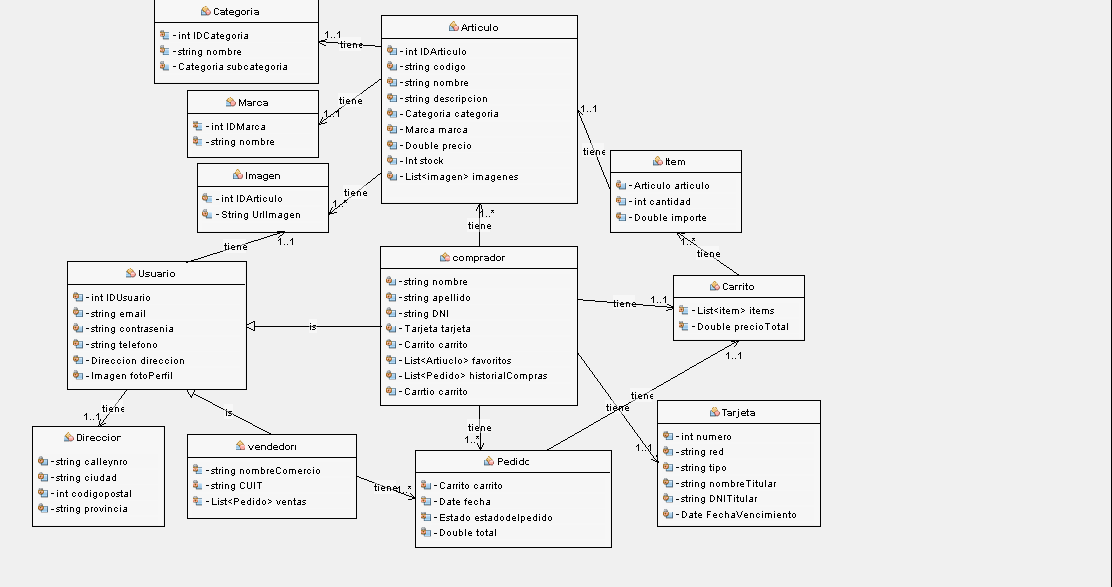 Categoria
- int IDCategoria
- string nombre
- Categoria subcategoria
Articulo
- int IDArticulo
- string codigo
- string nombre
- string descripcion
- Categoria categoria
- Marca marca
- Double precio
- Int stock
- List<imagen> imagenes
1..1
tiene
Marca
- int IDMarca
- string nombre
tiene
1..1
Imagen
- int IDArticulo
- String UrlImagen
tiene
1..*
1..1
tiene
Item
- Articulo articulo
- int cantidad
- Double importe
1..*
tiene
tiene
1..1
1..*
tiene
Usuario
- int IDUsuario
- string email
- string contrasenia
- string telefono
- Direccion direccion
- Imagen fotoPerfil
is
comprador
- string nombre
- string apellido
- string DNI
- Tarjeta tarjeta
- Carrito carrito
- List<Artiuclo> favoritos
- List<Pedido> historialCompras
- Carrtio carrito
tiene
1..1
Carrito
- List<item> items
- Double precioTotal
1..1
tiene
tiene
1..1
tiene
1..1
is
tiene
1..*
Direccior
- string calleynro
- string ciudad
- int codigopostal
- string provincia
vendedor
- string nombreComercio
- string CUIT
- List<Pedido> ventas
tiene
1..*
Pedido
- Carrito carrito
- Date fecha
- Estado estadodelpedido
- Double total
Tarjeta
- int numero
- string red
- string tipo
- string nombreTitular
- string DNITitular
- Date FechaVencimiento